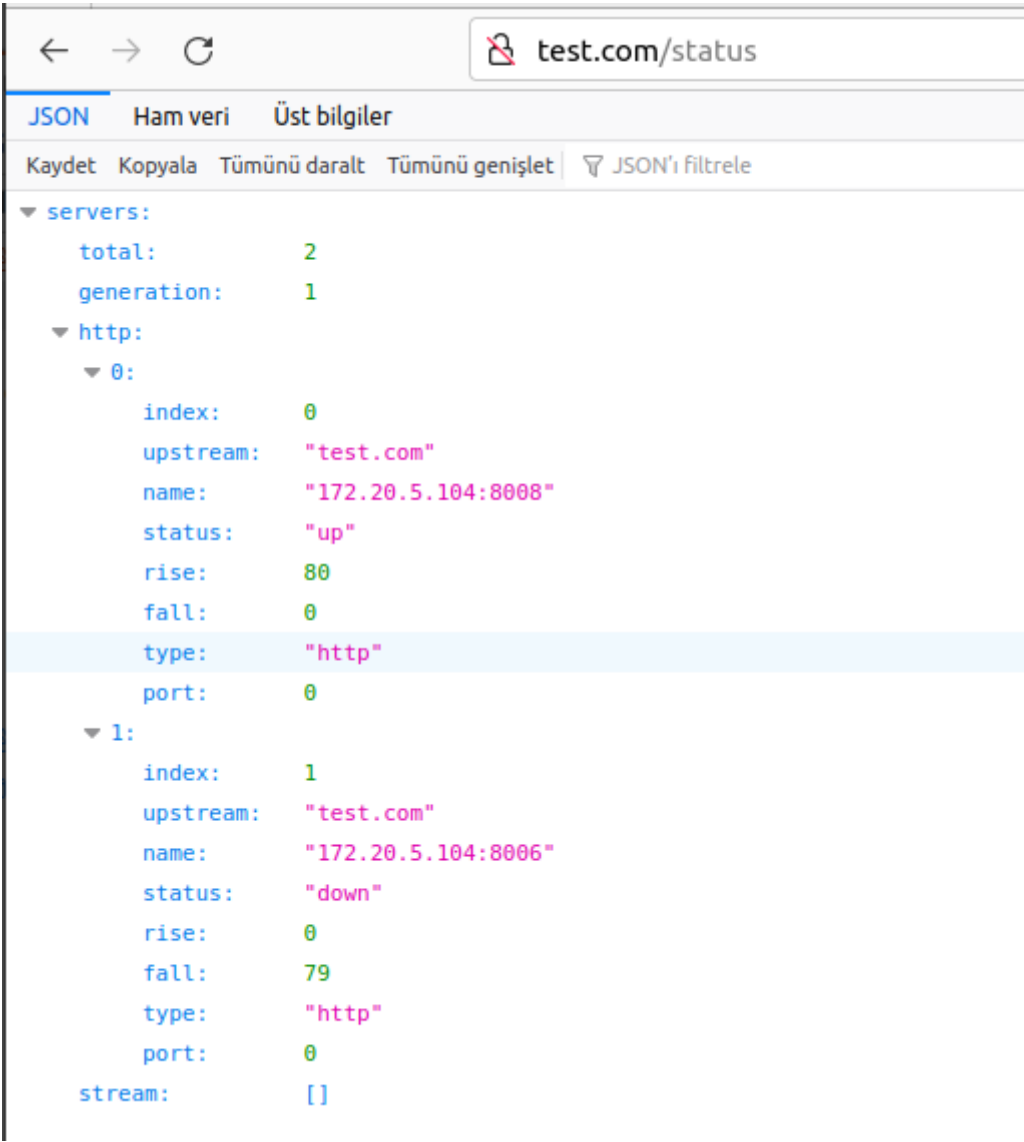 test.com/status
JSON Ham veri Üst bilgiler
Kaydet Kopyala Tümünü daralt Tümünü genişlet JSON'ı filtrele
servers:
total: 2
generation: 1
http:
0:
index: 0
upstream: "test.com"
name: "172.20.5.104:8008"
status: "up"
rise: 80
fall: 0
type: "http"
port: 0
1:
index: 1
upstream: "test.com"
name: "172.20.5.104:8006"
status: "down"
rise: 0
fall: 79
type: "http"
port: 0
stream: []